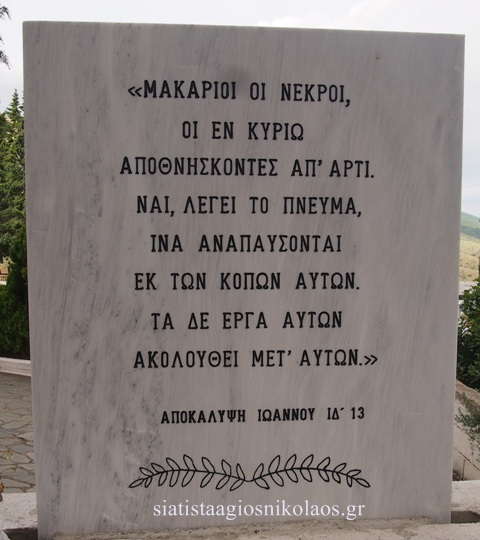 «ΜΑΚΑΡΙΟΙ ΟΙ ΝΕΚΡΟΙ,
ΟΙ ΕΝ ΚΥΡΙΩ
ΑΠΟΘΝΗΣΚΟΝΤΕΣ ΑΠ' ΑΡΤΙ.
ΝΑΙ, ΛΕΓΕΙ ΤΟ ΠΝΕΥΜΑ,
ΙΝΑ ΑΝΑΠΑΥΣΟΝΤΑΙ
ΕΚ ΤΩΝ ΚΟΠΩΝ ΑΥΤΩΝ.
ΤΑ ΔΕ ΕΡΓΑ ΑΥΤΩΝ
ΑΚΟΛΟΥΘΕΙ ΜΕΤ' ΑΥΤΩΝ.»
ΑΠΟΚΑΛΥΨΗ ΙΩΑΝΝΟΥ ΙΔ' 13
siatistaagiosnikolaos.gr